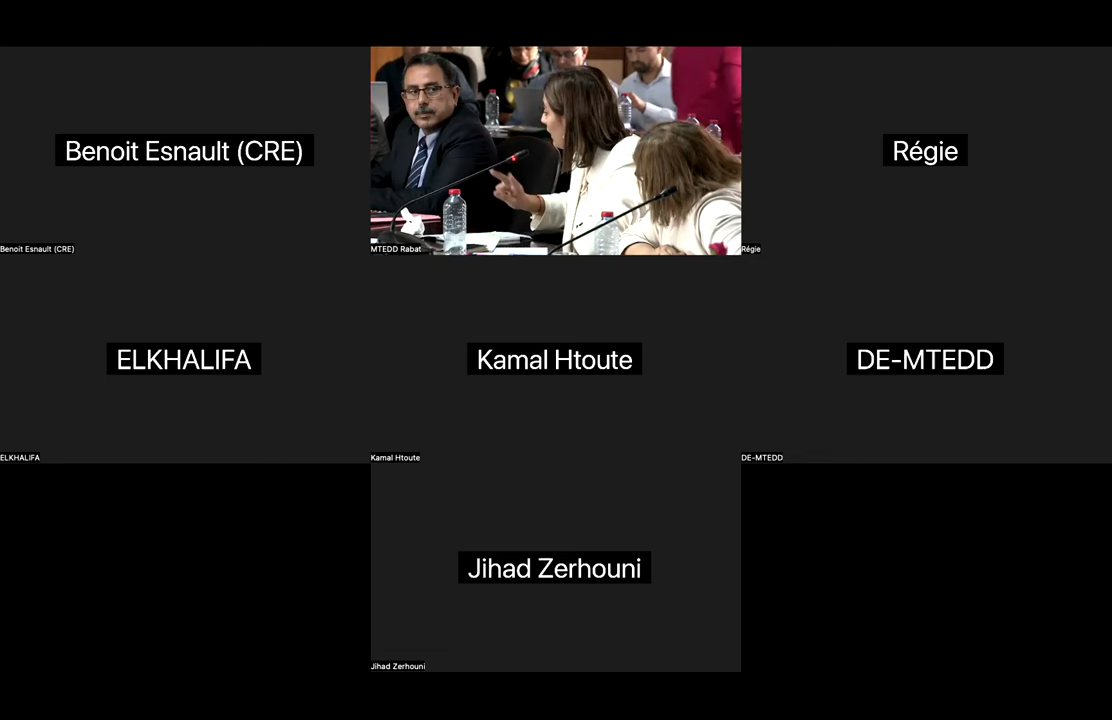 Benoit Esnault (CRE)
Régie
Benoit Esnault (CRE)
MTEDD Rabat
Régie
ELKHALIFA
Kamal Htoute
DE-MTEDD
ELKHALIFA
Kamal Htoute
DE-MTEDD
Jihad Zerhouni
Jihad Zerhouni